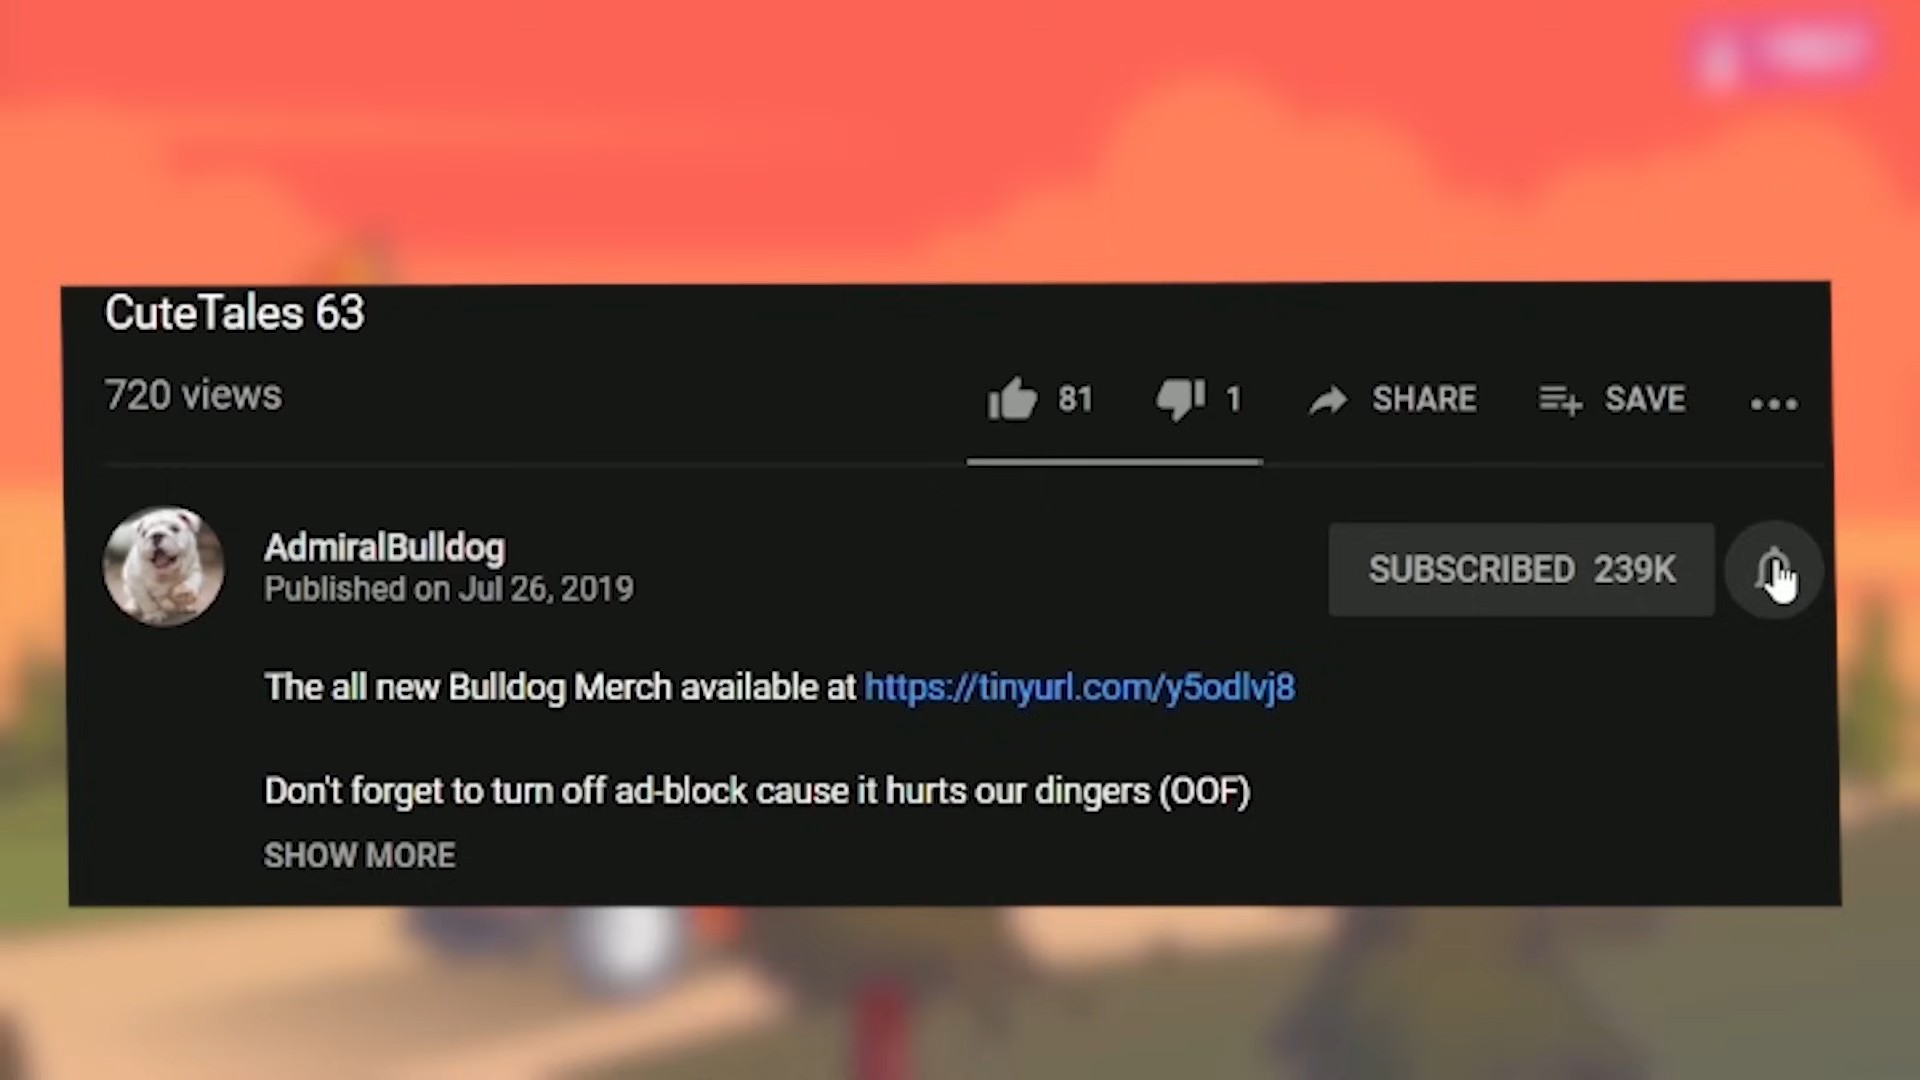 CuteTales 63
720 views
81
1
SHARE
SAVE
AdmiralBulldog
Published on Jul 26, 2019
SUBSCRIBED 239K
The all new Bulldog Merch available at https://tinyurl.com/y5odlvj8
Don't forget to turn off ad-block cause it hurts our dingers (OOF)
SHOW MORE